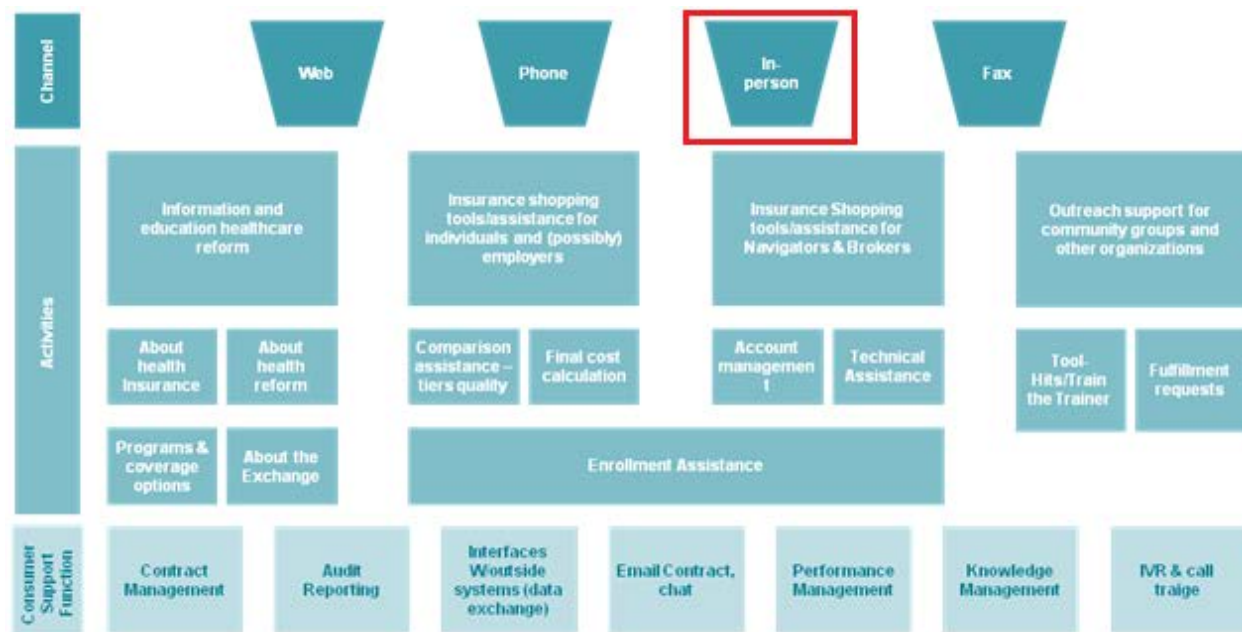 Channel
Web
Phone
In-
person
Fax
Activities
Information and
education healthcare
reform
Insurance shopping
tools/assistance for
individuals and (possibly)
employers
Insurance Shopping
tools/assistance for
Navigators & Brokers
Outreach support for
community groups and
other organizations
About
health
Insurance
About
health
reform
Comparison
assistance –
tiers quality
Final cost
calculation
Account
managemen
t
Technical
Assistance
Tool-
Hits/Train
the Trainer
Fulfillment
requests
Programs &
coverage
options
About the
Exchange
Enrollment Assistance
Consumer
Support
Function
Contract
Management
Audit
Reporting
Interfaces
W/outside
systems (data
exchange)
Email Contract,
chat
Performance
Management
Knowledge
Management
IVR & call
traige